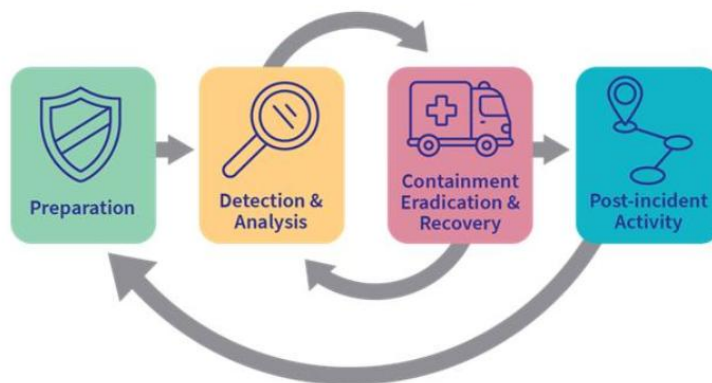 Preparation
Detection &
Analysis
Containment
Eradication &
Recovery
Post-incident
Activity